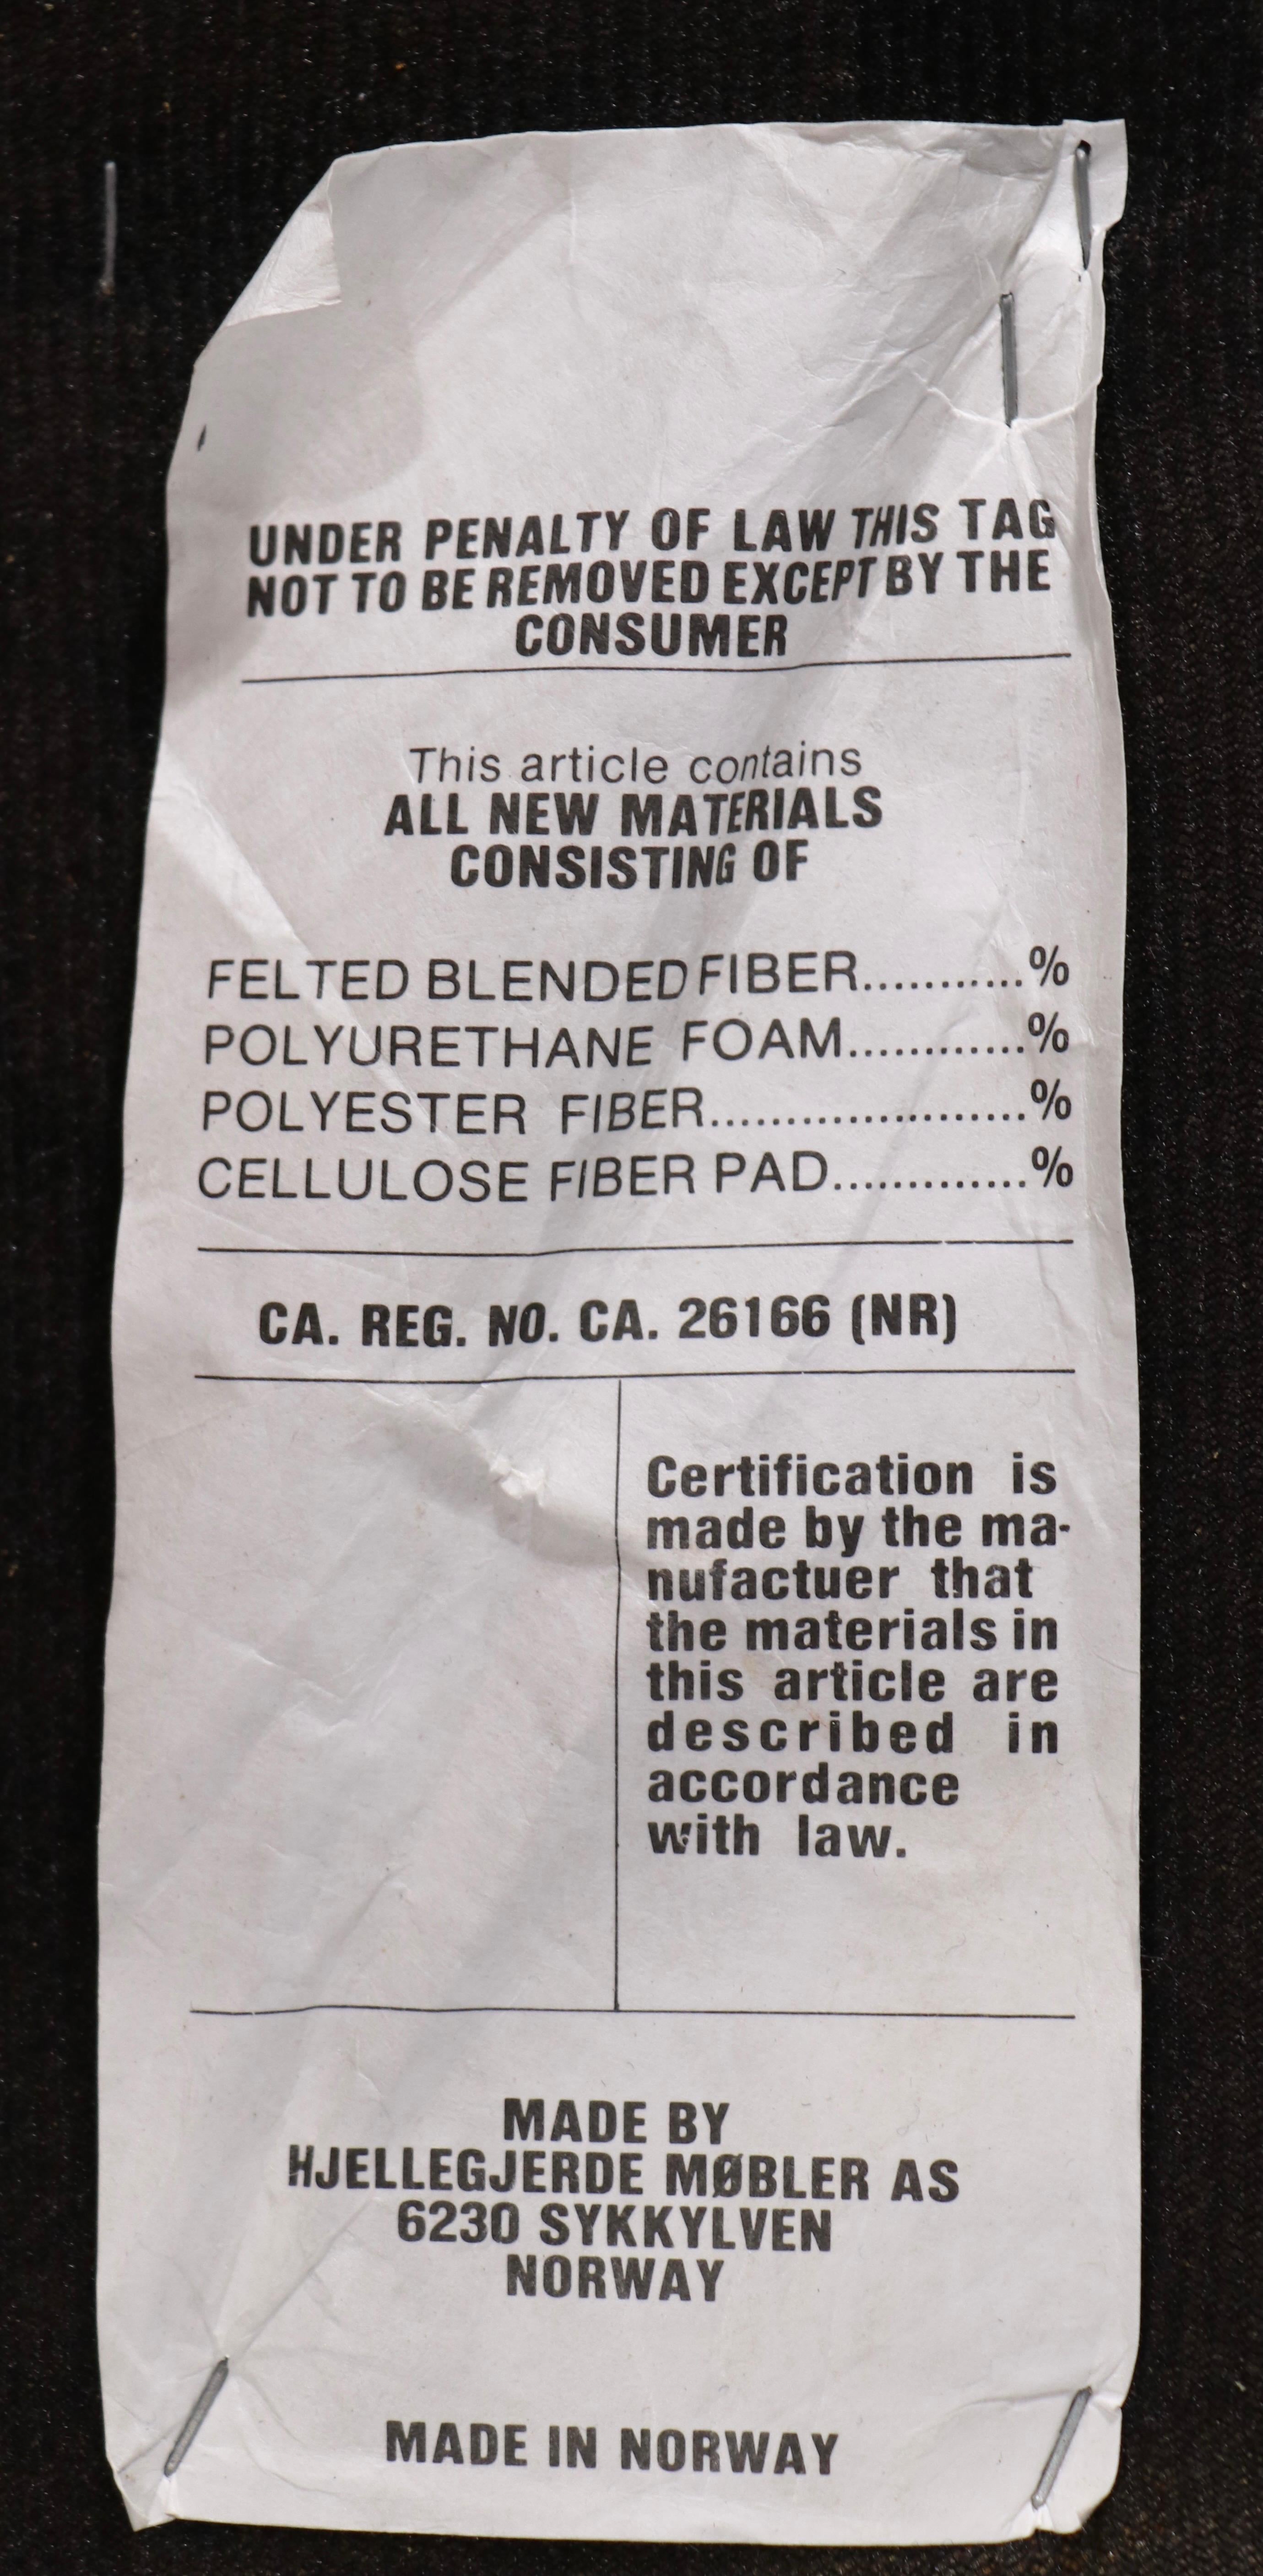 UNDER PENALTY OF LAW THIS TAG
NOT TO BE REMOVED EXCEPT BY THE
CONSUMER
This article contains
ALL NEW MATERIALS
CONSISTING OF
FELTED BLENDED FIBER...........%
POLYURETHANE FOAM............%
POLYESTER FIBER.....................%
CELLULOSE FIBER PAD.............%
CA. REG. NO. CA. 26166 (NR)
Certification is
made by the ma-
nufactuer that
the materials in
this article are
described in
accordance
with law.
MADE BY
HJELLEGJERDE MØBLER AS
6230 SYKKYLVEN
NORWAY
MADE IN NORWAY